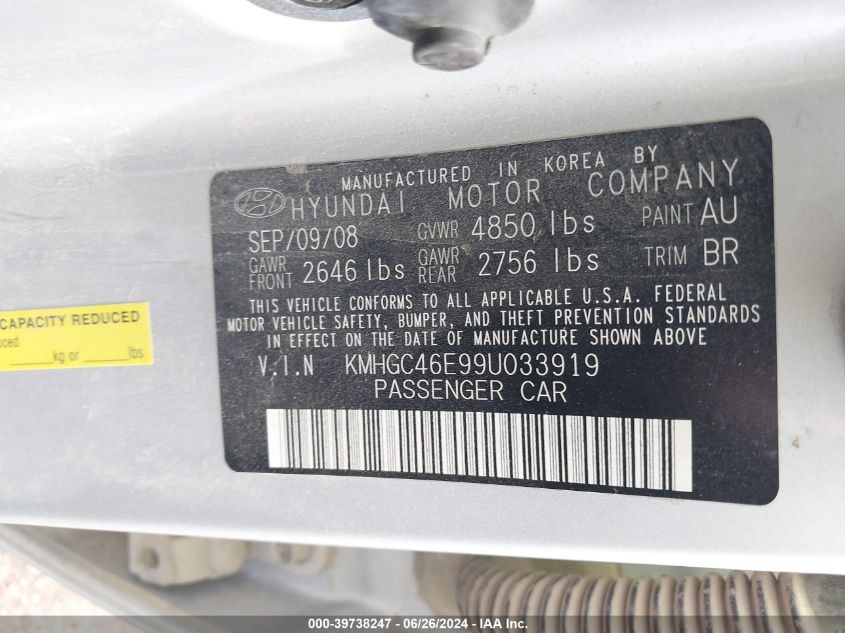 MANUFACTURED IN KOREA BY
HYUNDAI MOTOR COMPANY
SEP/09/08 GVWR 4850 lbs PAINT AU
GAWR FRONT 2646 lbs GAWR REAR 2756 lbs TRIM BR
THIS VEHICLE CONFORMS TO ALL APPLICABLE U.S.A. FEDERAL
MOTOR VEHICLE SAFETY, BUMPER, AND THEFT PREVENTION STANDARDS
IN EFFECT ON THE DATE OF MANUFACTURE SHOWN ABOVE
V.I.N KMHGC46E99U033919
PASSENGER CAR
CAPACITY REDUCED
kg or lbs
000-39738247 - 06/26/2024 - IAA Inc.